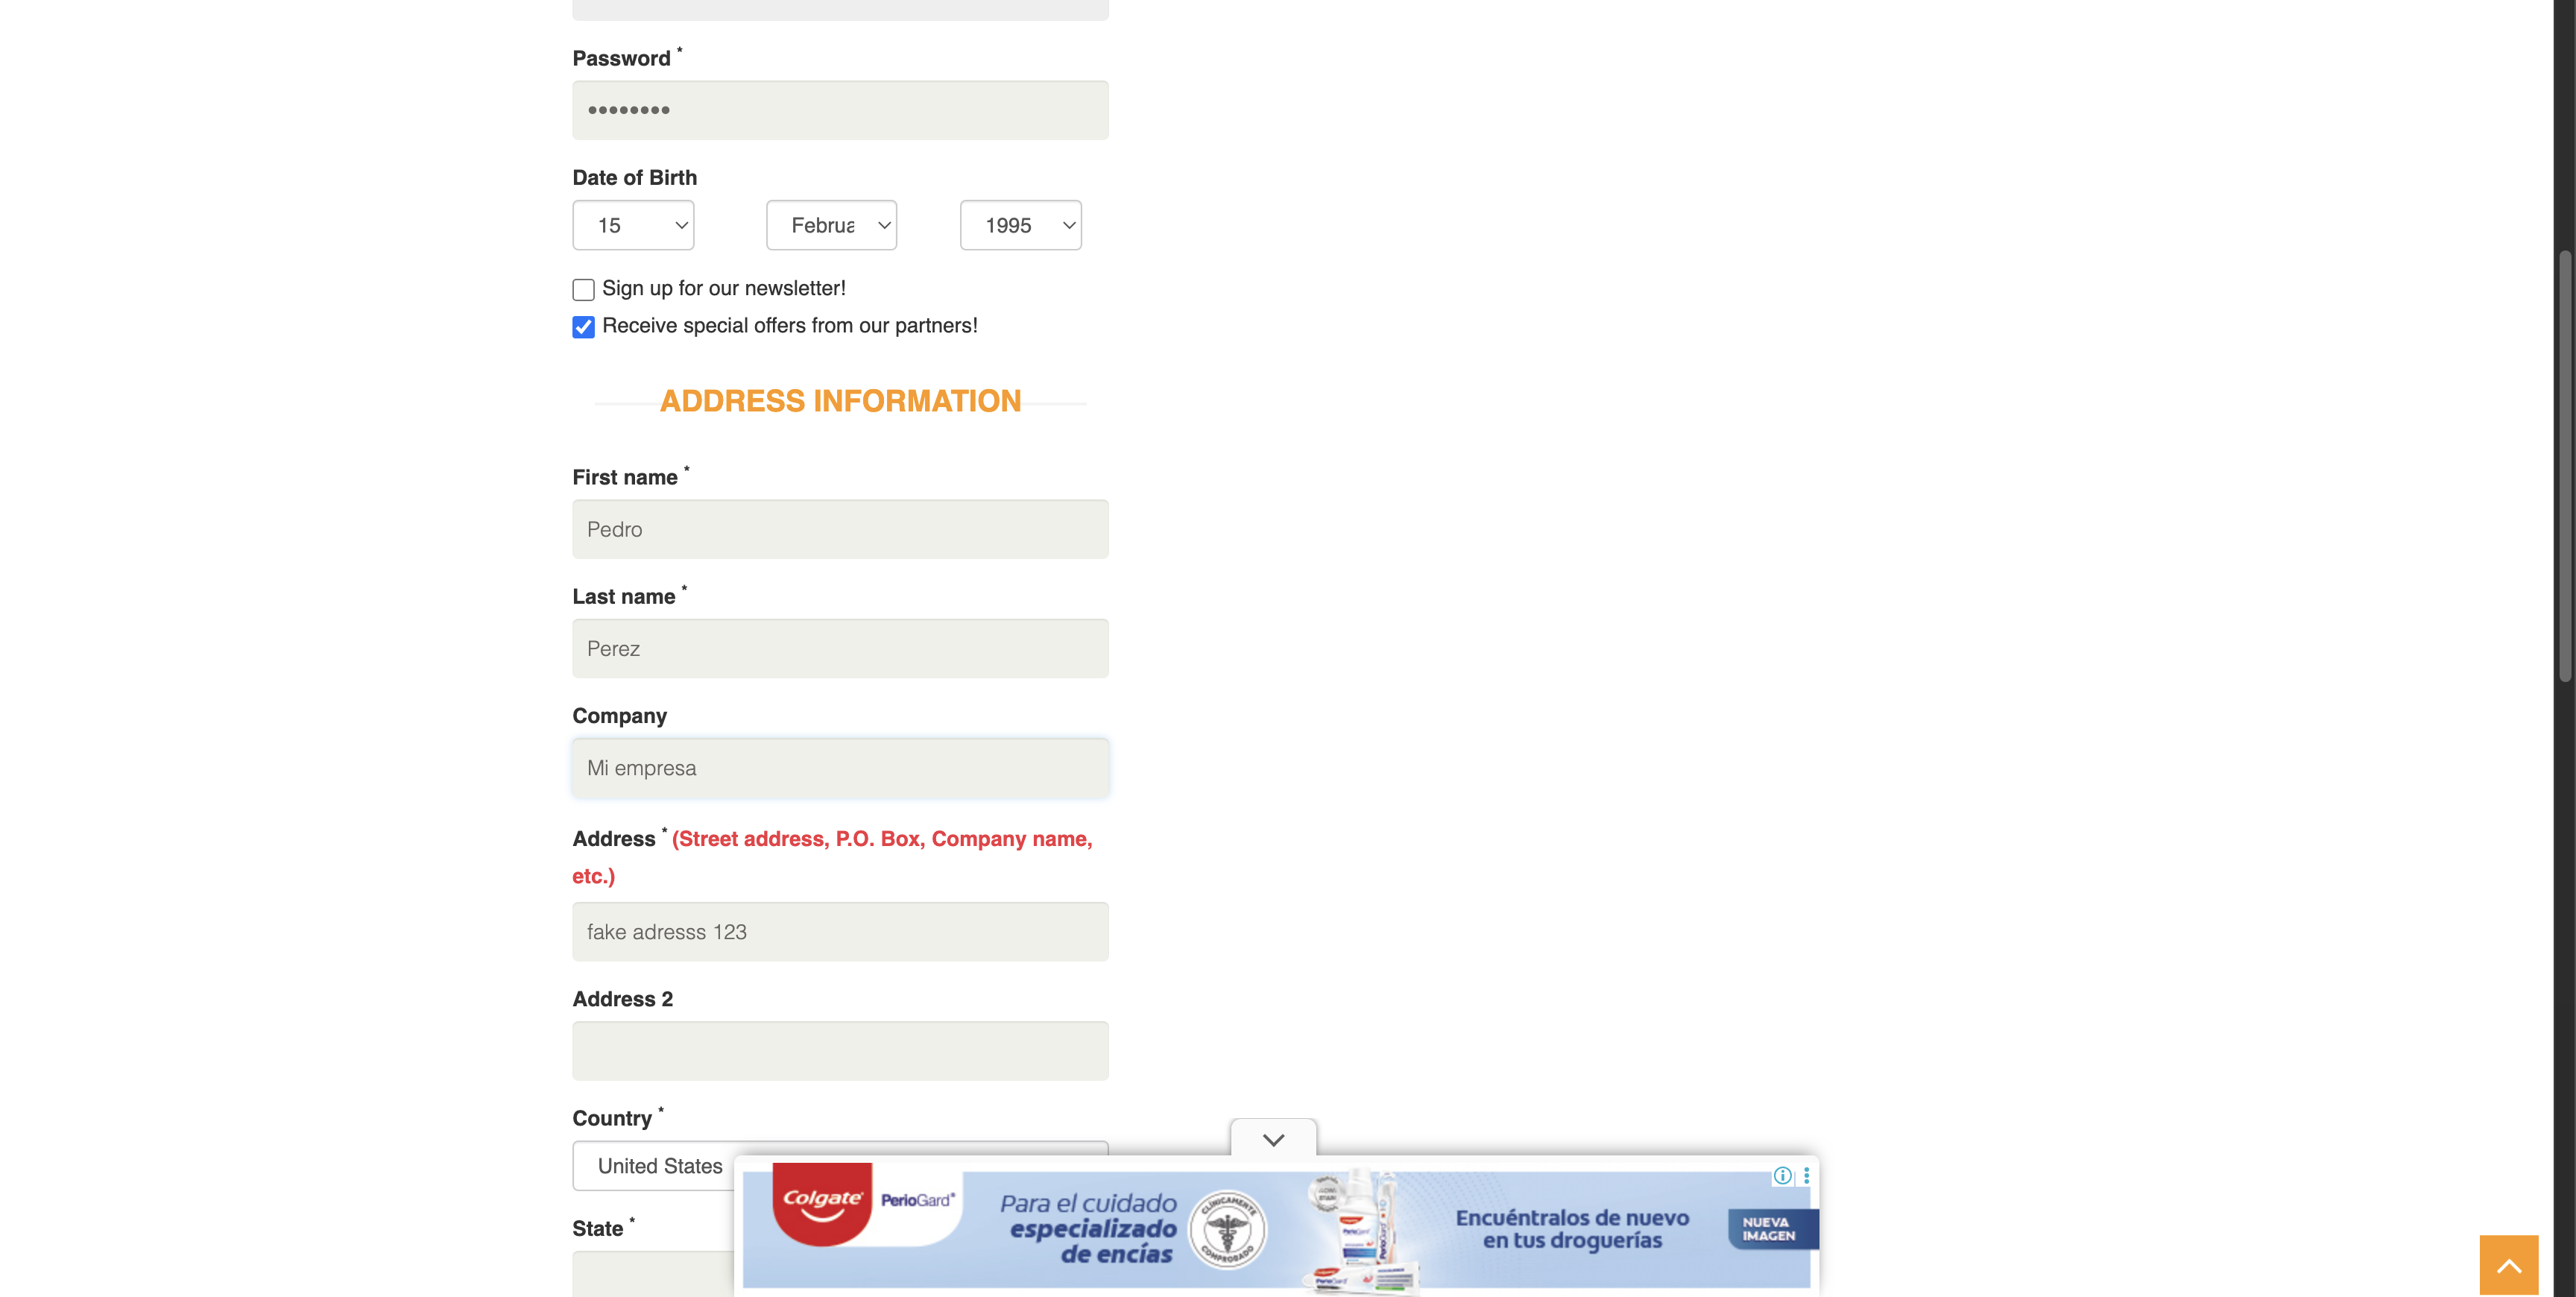 Password *
••••••••
Date of Birth
15 Februa 1995
Sign up for our newsletter!
Receive special offers from our partners!
ADDRESS INFORMATION
First name *
Pedro
Last name *
Perez
Company
Mi empresa
Address * (Street address, P.O. Box, Company name,
etc.)
fake adresss 123
Address 2
Country *
United States
State *
Colgate PerioGard®
Para el cuidado
especializado
de encías
CLÍNICAMENTE
COMPROBADO
Encuéntralos de nuevo
en tus droguerías
NUEVA
IMAGEN